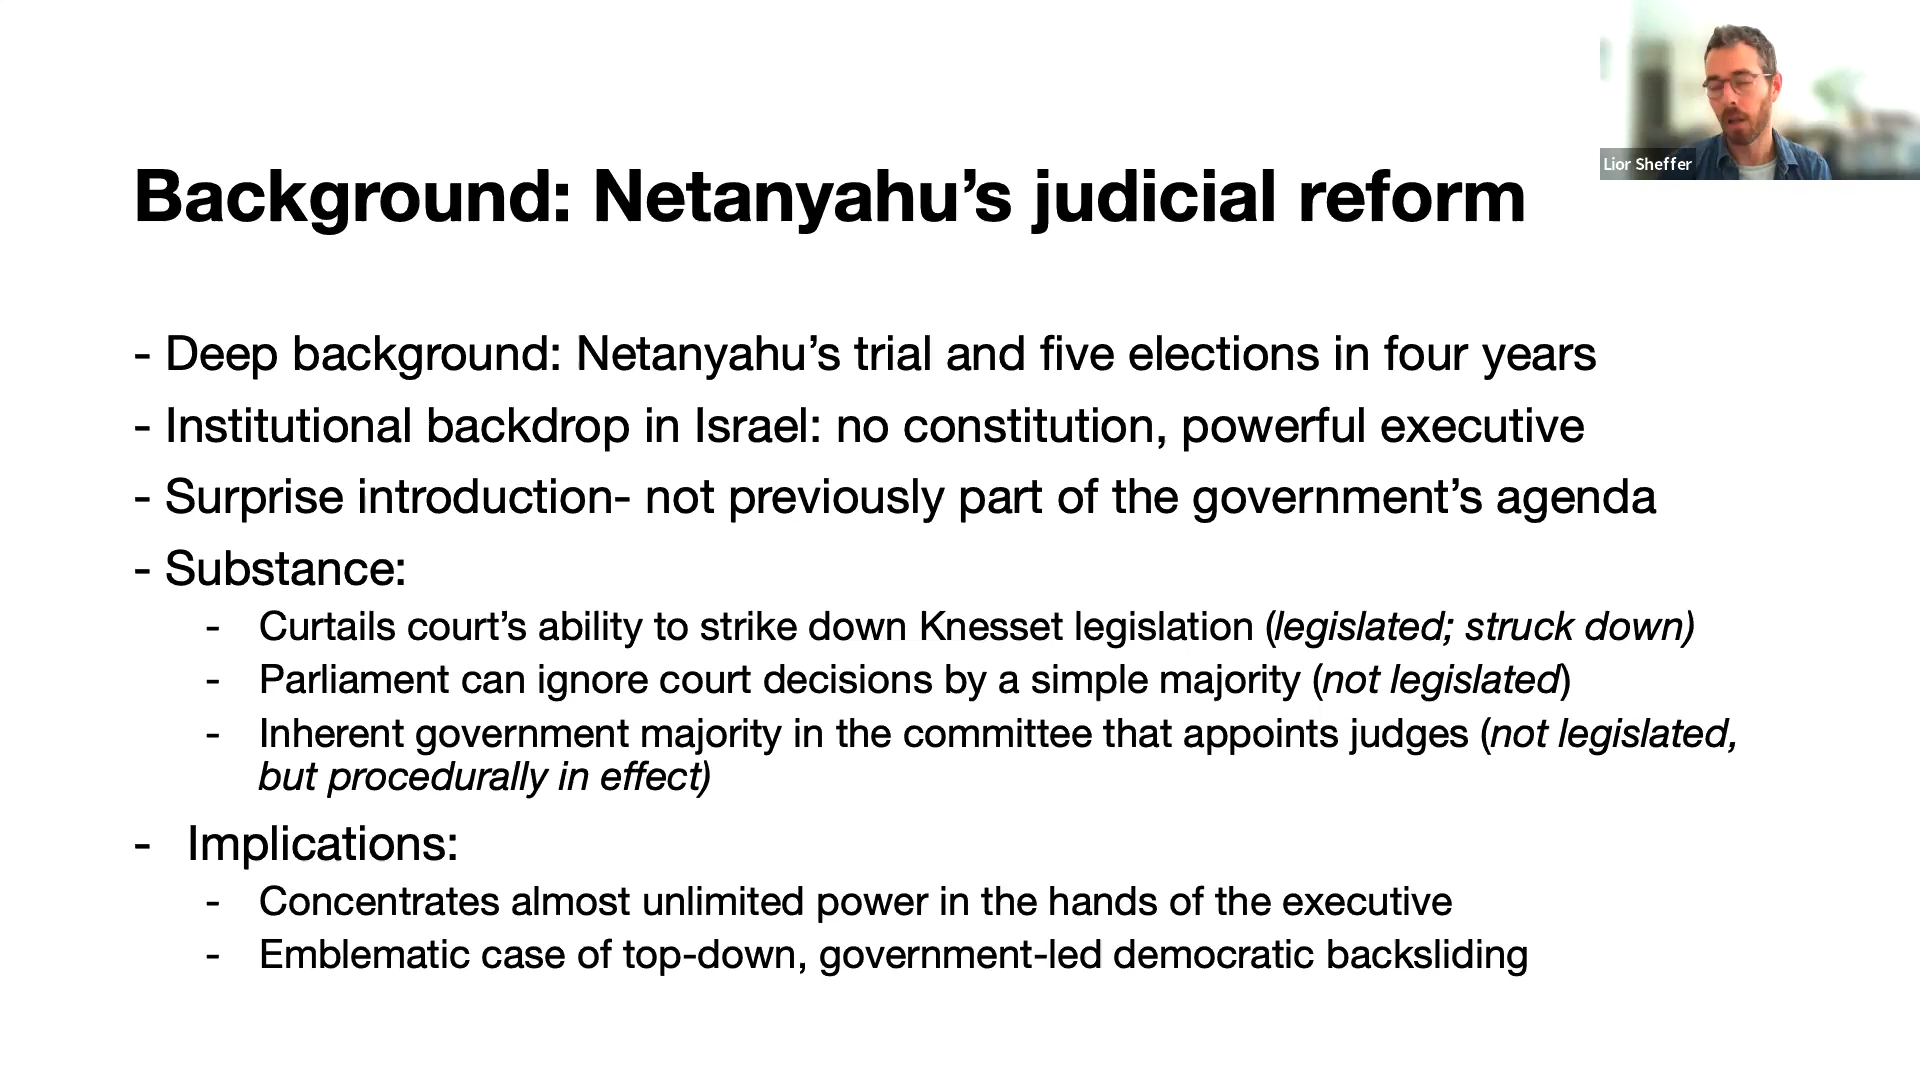 Lior Sheffer
Background: Netanyahu’s judicial reform
- Deep background: Netanyahu’s trial and five elections in four years
- Institutional backdrop in Israel: no constitution, powerful executive
- Surprise introduction- not previously part of the government’s agenda
- Substance:
- Curtails court’s ability to strike down Knesset legislation (legislated; struck down)
- Parliament can ignore court decisions by a simple majority (not legislated)
- Inherent government majority in the committee that appoints judges (not legislated,
but procedurally in effect)
- Implications:
- Concentrates almost unlimited power in the hands of the executive
- Emblematic case of top-down, government-led democratic backsliding